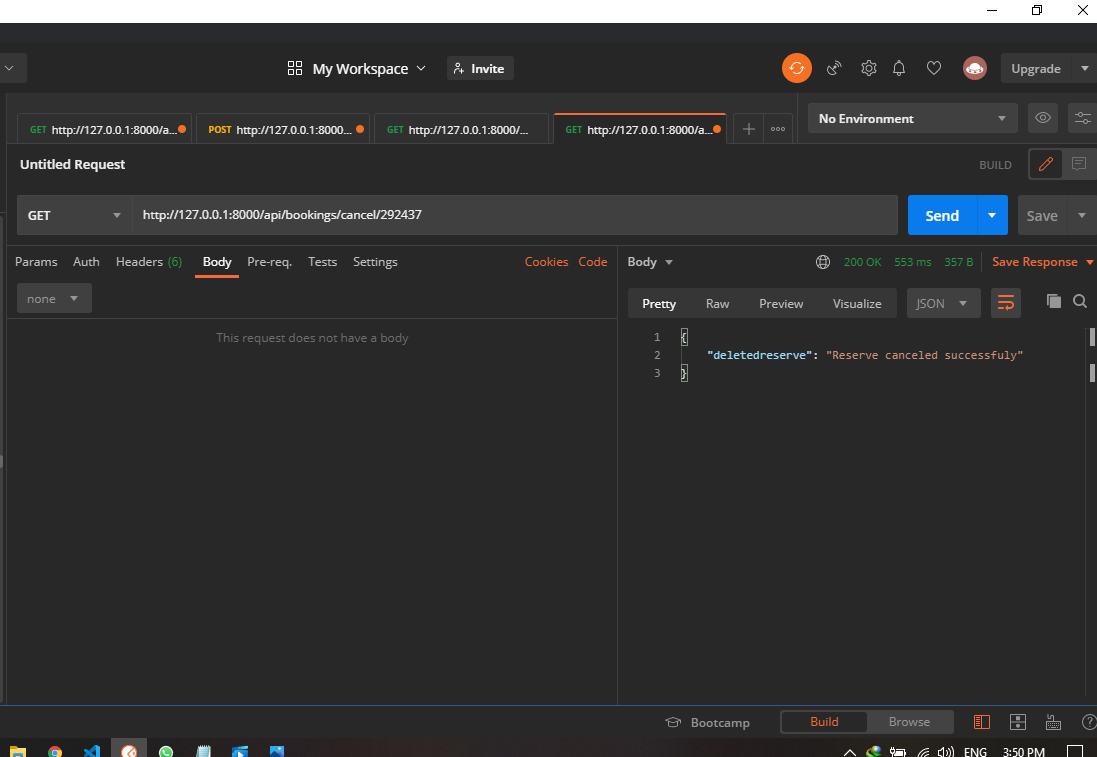 My Workspace
Invite
Upgrade
GET http://127.0.0.1:8000/a...
POST http://127.0.0.1:8000...
GET http://127.0.0.1:8000/...
GET http://127.0.0.1:8000/a...
No Environment
Untitled Request
BUILD
GET
http://127.0.0.1:8000/api/bookings/cancel/292437
Send
Save
Params Auth Headers (6) Body Pre-req. Tests Settings
Cookies Code
Body
200 OK 553 ms 357 B
Save Response
none
Pretty Raw Preview Visualize
JSON
This request does not have a body
1 {
2 "deletedreserve": "Reserve canceled successfuly"
3 }
Bootcamp
Build Browse
ENG 3:50 PM